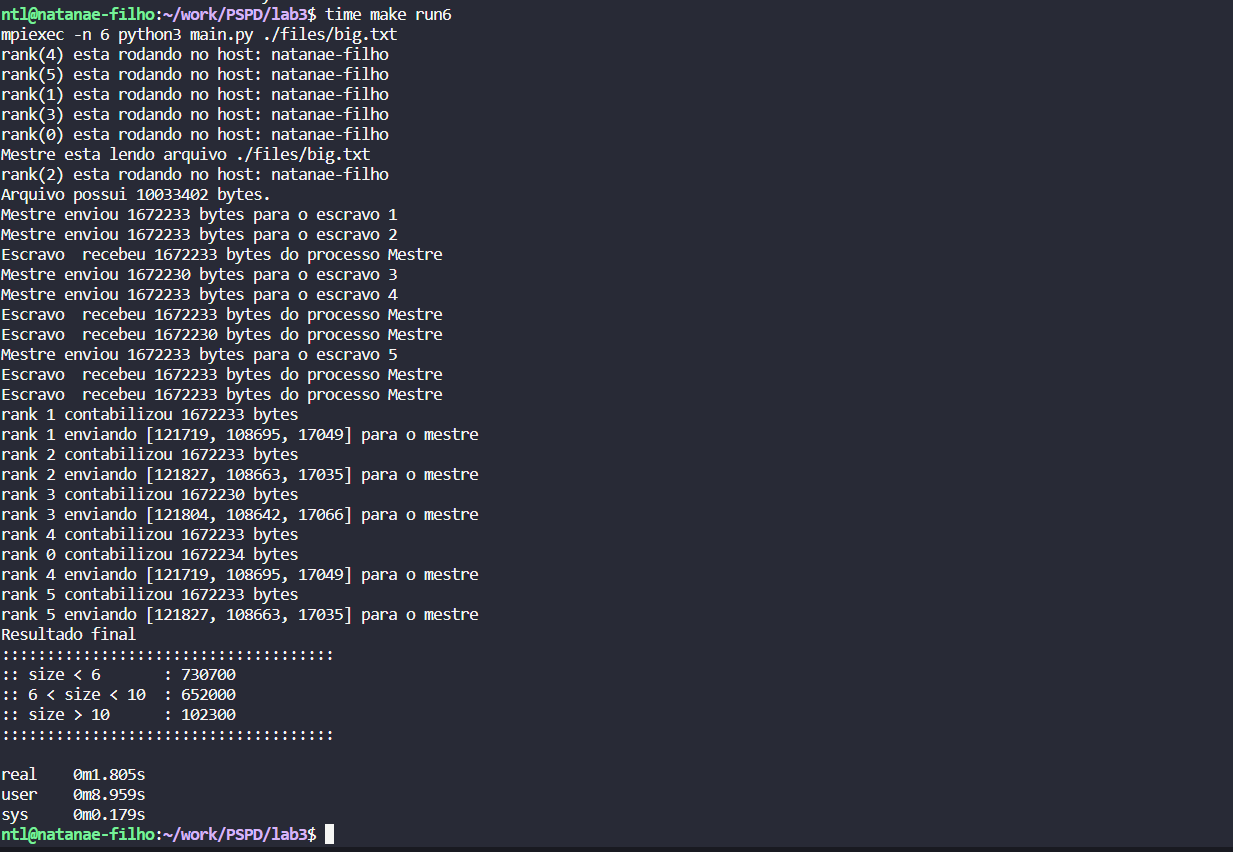 ntl@natanae-filho:~/work/PSPD/lab3$ time make run6
mpiexec -n 6 python3 main.py ./files/big.txt
rank(4) esta rodando no host: natanae-filho
rank(5) esta rodando no host: natanae-filho
rank(1) esta rodando no host: natanae-filho
rank(3) esta rodando no host: natanae-filho
rank(0) esta rodando no host: natanae-filho
Mestre esta lendo arquivo ./files/big.txt
rank(2) esta rodando no host: natanae-filho
Arquivo possui 10033402 bytes.
Mestre enviou 1672233 bytes para o escravo 1
Mestre enviou 1672233 bytes para o escravo 2
Escravo  recebeu 1672233 bytes do processo Mestre
Mestre enviou 1672230 bytes para o escravo 3
Mestre enviou 1672233 bytes para o escravo 4
Escravo  recebeu 1672233 bytes do processo Mestre
Escravo  recebeu 1672230 bytes do processo Mestre
Mestre enviou 1672233 bytes para o escravo 5
Escravo  recebeu 1672233 bytes do processo Mestre
Escravo  recebeu 1672233 bytes do processo Mestre
rank 1 contabilizou 1672233 bytes
rank 1 enviando [121719, 108695, 17049] para o mestre
rank 2 contabilizou 1672233 bytes
rank 2 enviando [121827, 108663, 17035] para o mestre
rank 3 contabilizou 1672230 bytes
rank 3 enviando [121804, 108642, 17066] para o mestre
rank 4 contabilizou 1672233 bytes
rank 0 contabilizou 1672234 bytes
rank 4 enviando [121719, 108695, 17049] para o mestre
rank 5 contabilizou 1672233 bytes
rank 5 enviando [121827, 108663, 17035] para o mestre
Resultado final
:::::::::::::::::::::::::::::::::::::
:: size < 6       : 730700
:: 6 < size < 10  : 652000
:: size > 10      : 102300
:::::::::::::::::::::::::::::::::::::
real    0m1.805s
user    0m8.959s
sys     0m0.179s
ntl@natanae-filho:~/work/PSPD/lab3$